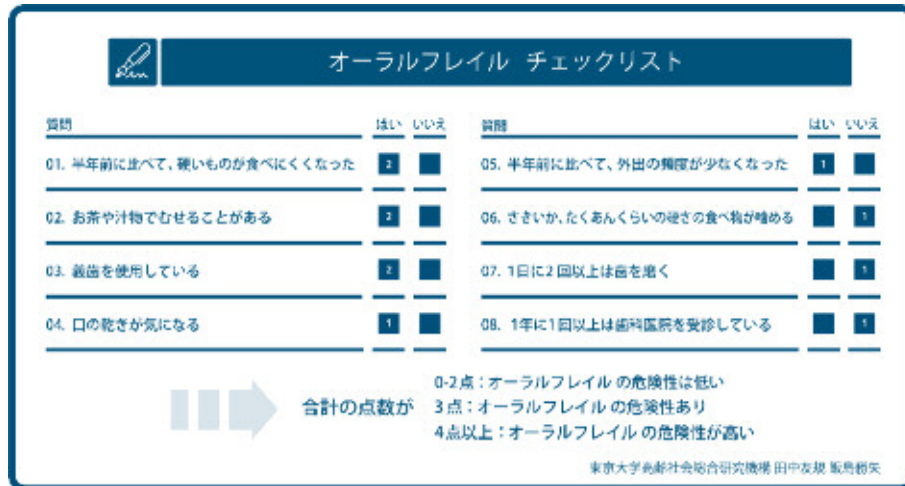 オーラルフレイル チェックリスト
質問 はい いいえ
01. 半年前に比べて、硬いものが食べにくくなった 2
02. お茶や汁物でむせることがある 2
03. 義歯を使用している 2
04. 口の乾きが気になる 1
質問 はい いいえ
05. 半年前に比べて、外出の頻度が少なくなった 1
06. さきいか、たくあんくらいの硬さの食べ物が噛める 1
07. 1日に2回以上は歯を磨く 1
08. 1年に1回以上は歯科医院を受診している 1
合計の点数が
0-2点：オーラルフレイル の危険性は低い
3点：オーラルフレイル の危険性あり
4点以上：オーラルフレイル の危険性が高い
東京大学高齢社会総合研究機構 田中友規 飯島勝矢